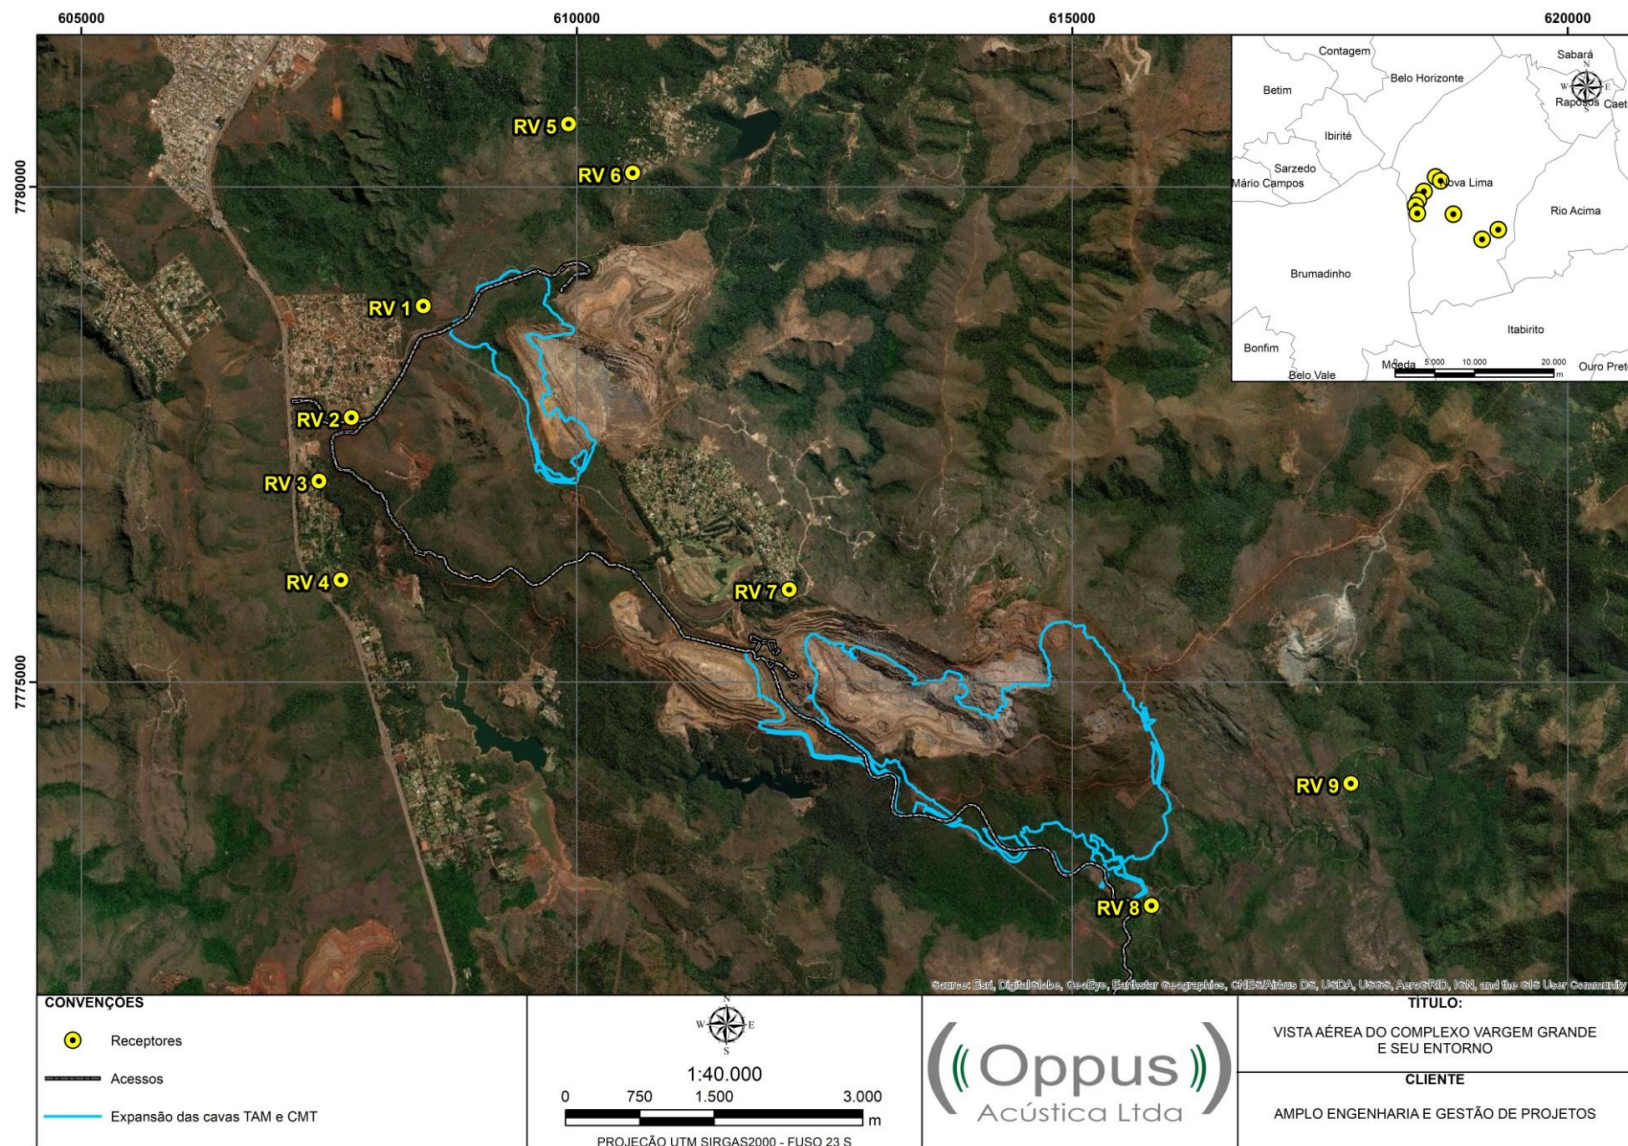 605000
610000
615000
620000
7780000
7775000
Contagem
Sabará
Betim
Belo Horizonte
N
W
E
S
Raposos
Caet
Ibirité
Sarzedo
Mário Campos
Nova Lima
Rio Acima
Brumadinho
Itabirito
Bonfim
Moeda
Belo Vale
Ouro Pret
5.000
10.000
20.000
m
RV 5
RV 6
RV 1
RV 2
RV 3
RV 4
RV 7
RV 9
RV 8
Source: Esri, DigitalGlobe, GeoEye, Earthstar Geographics, CNES/Airbus DS, USDA, USGS, AeroGRID, IGN, and the GIS User Community
CONVENÇÕES
Receptores
Acessos
Expansão das cavas TAM e CMT
N
W
E
S
1:40.000
0
750
1.500
3.000
m
PROJEÇÃO UTM SIRGAS2000 - FUSO 23 S
Oppus
Acústica Ltda
TÍTULO:
VISTA AÉREA DO COMPLEXO VARGEM GRANDE
E SEU ENTORNO
CLIENTE
AMPLO ENGENHARIA E GESTÃO DE PROJETOS